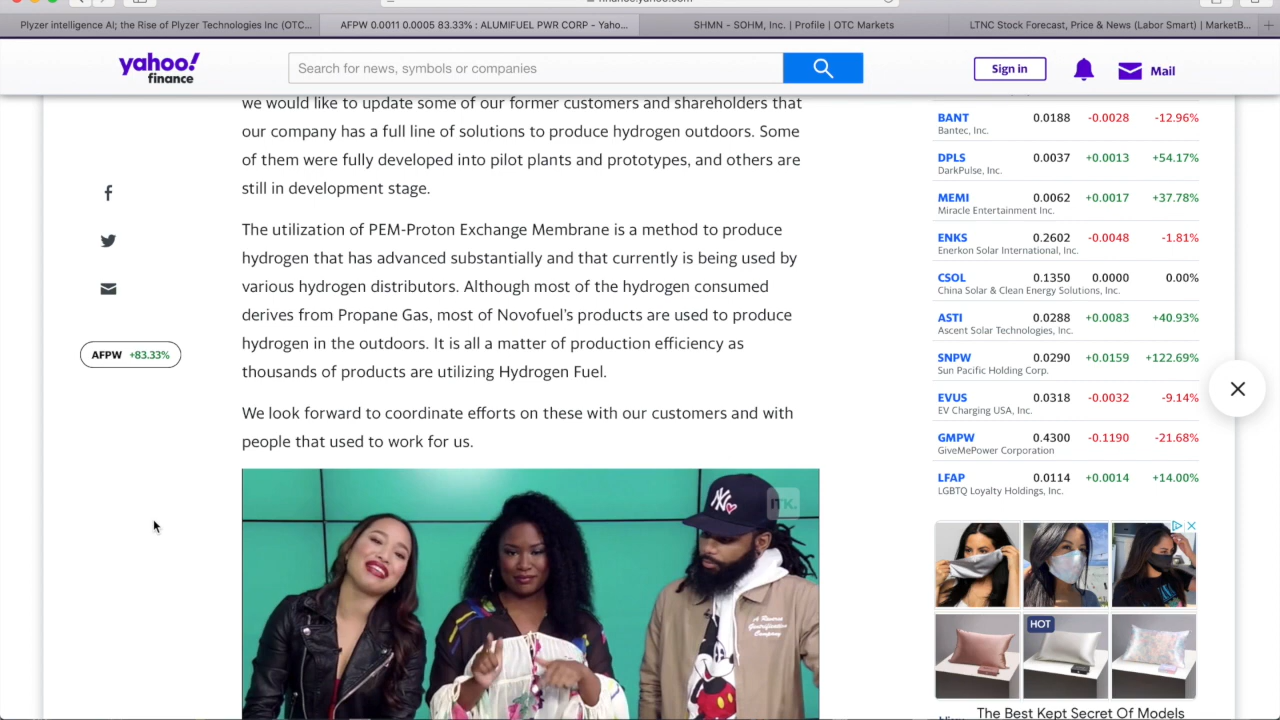 Plyzer intelligence AI; the Rise of Plyzer Technologies Inc (OTC...
AFPW 0.0011 0.0005 83.33% : ALUMIFUEL PWR CORP - Yaho...
SHMN - SOHM, Inc. | Profile | OTC Markets
LTNC Stock Forecast, Price & News (Labor Smart) | MarketB...
yahoo!
finance
Search for news, symbols or companies
Sign in
Mail
we would like to update some of our former customers and shareholders that
our company has a full line of solutions to produce hydrogen outdoors. Some
of them were fully developed into pilot plants and prototypes, and others are
still in development stage.
The utilization of PEM-Proton Exchange Membrane is a method to produce
hydrogen that has advanced substantially and that currently is being used by
various hydrogen distributors. Although most of the hydrogen consumed
derives from Propane Gas, most of Novofuel's products are used to produce
hydrogen in the outdoors. It is all a matter of production efficiency as
thousands of products are utilizing Hydrogen Fuel.
We look forward to coordinate efforts on these with our customers and with
people that used to work for us.
AFPW +83.33%
ITK.
NY
BANT 0.0188 -0.0028 -12.96%
Bantec, Inc.
DPLS 0.0037 +0.0013 +54.17%
DarkPulse, Inc.
MEMI 0.0062 +0.0017 +37.78%
Miracle Entertainment Inc.
ENKS 0.2602 -0.0048 -1.81%
Enerkon Solar International, Inc.
CSOL 0.1350 0.0000 0.00%
China Solar & Clean Energy Solutions, Inc.
ASTI 0.0288 +0.0083 +40.93%
Ascent Solar Technologies, Inc.
SNPW 0.0290 +0.0159 +122.69%
Sun Pacific Holding Corp.
EVUS 0.0318 -0.0032 -9.14%
EV Charging USA, Inc.
GMPW 0.4300 -0.1190 -21.68%
GiveMePower Corporation
LFAP 0.0114 +0.0014 +14.00%
LGBTQ Loyalty Holdings, Inc.
HOT
The Best Kept Secret Of Models